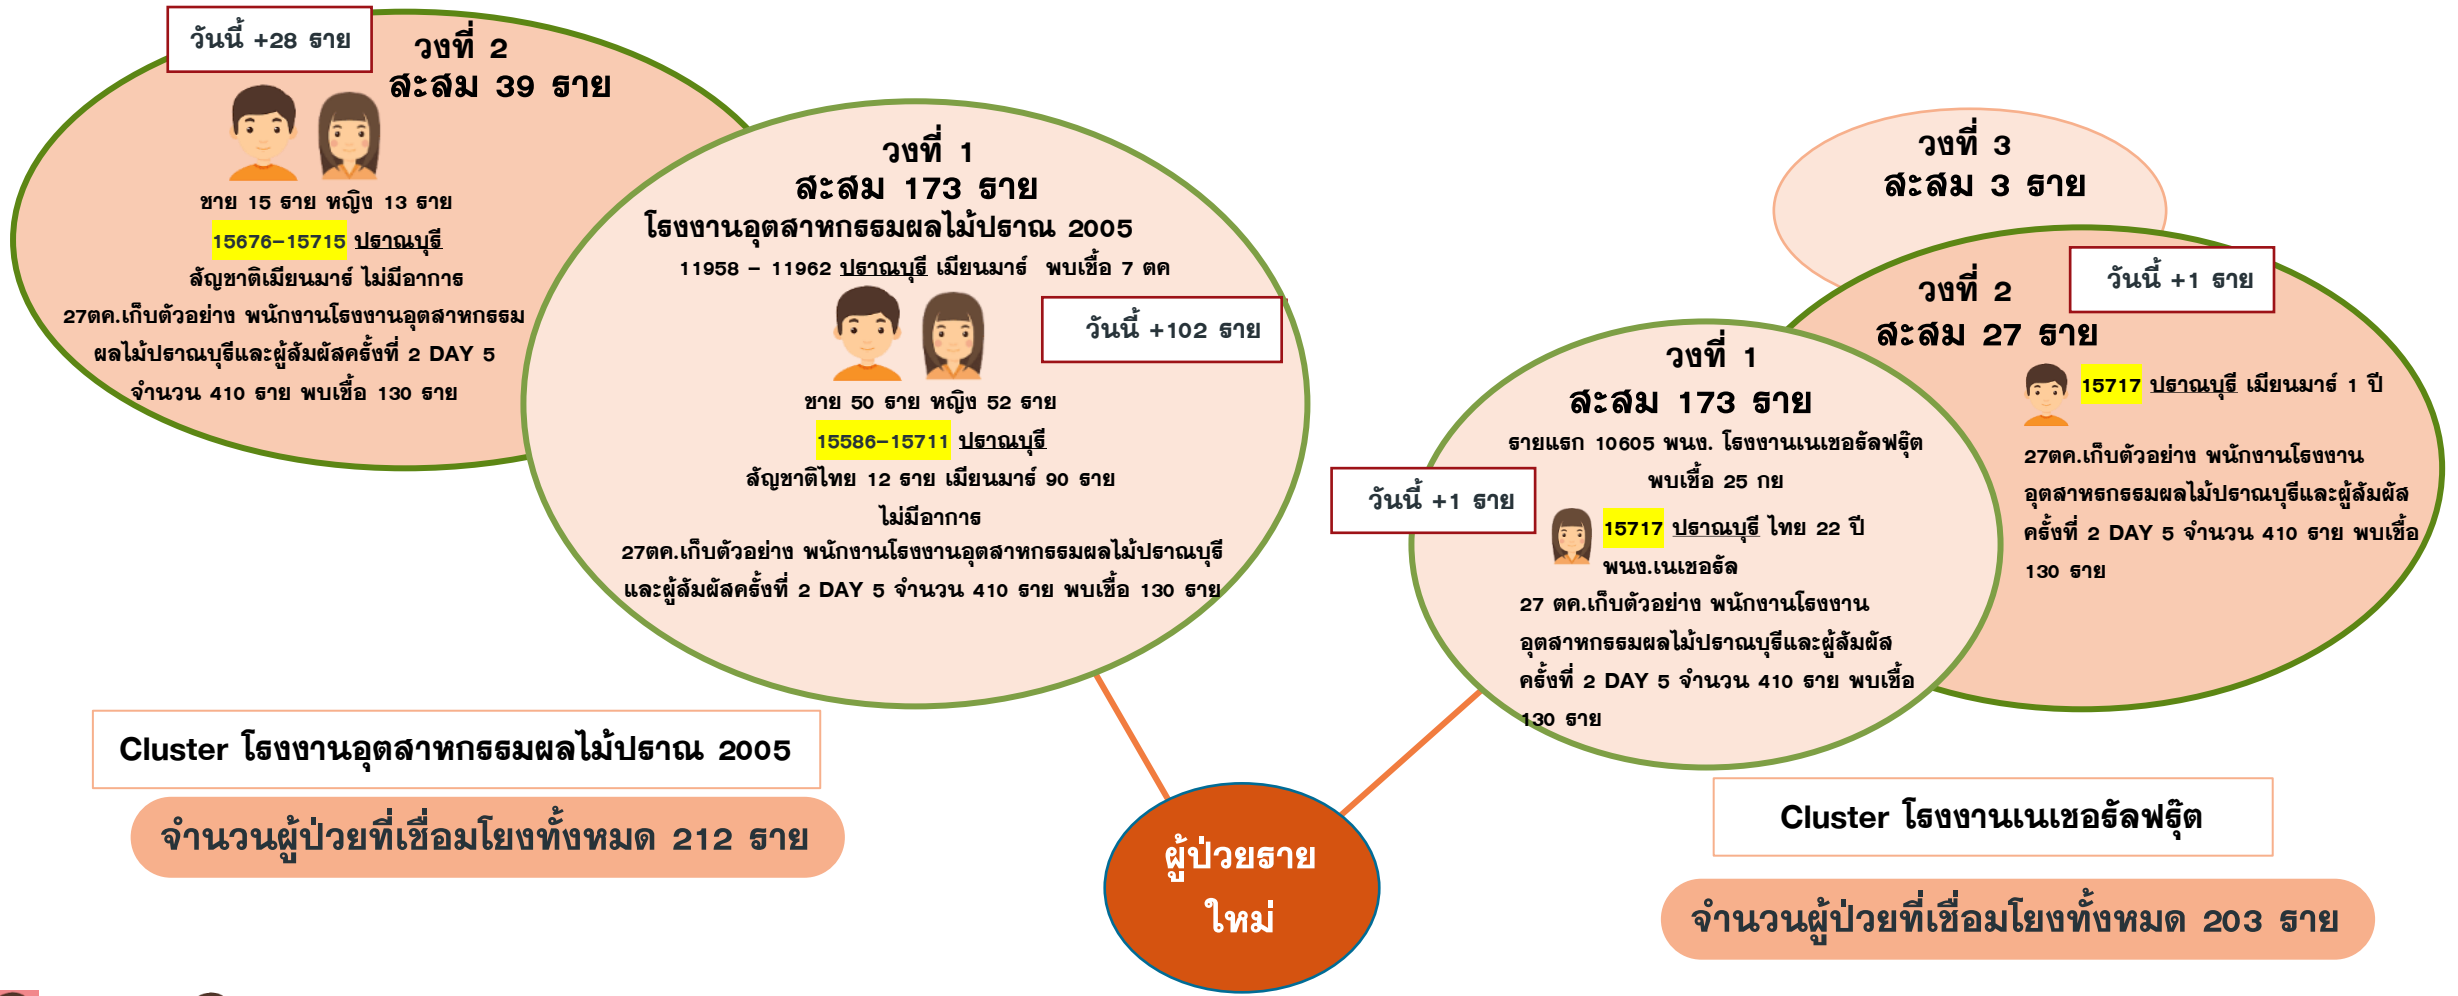 วันนี้ +28 ราย
วงที่ 2
สะสม 39 ราย
ชาย 15 ราย หญิง 13 ราย
15676-15715 ปราณบุรี
สัญชาติเมียนมาร์ ไม่มีอาการ
27ตค.เก็บตัวอย่าง พนักงานโรงงานอุตสาหกรรม
ผลไม้ปราณบุรีและผู้สัมผัสครั้งที่ 2 DAY 5
จำนวน 410 ราย พบเชื้อ 130 ราย
วงที่ 1
สะสม 173 ราย
โรงงานอุตสาหกรรมผลไม้ปราณ 2005
11958 - 11962 ปราณบุรี เมียนมาร์ พบเชื้อ 7 ตค
วันนี้ +102 ราย
ชาย 50 ราย หญิง 52 ราย
15586-15711 ปราณบุรี
สัญชาติไทย 12 ราย เมียนมาร์ 90 ราย
ไม่มีอาการ
27ตค.เก็บตัวอย่าง พนักงานโรงงานอุตสาหกรรมผลไม้ปราณบุรี
และผู้สัมผัสครั้งที่ 2 DAY 5 จำนวน 410 ราย พบเชื้อ 130 ราย
Cluster โรงงานอุตสาหกรรมผลไม้ปราณ 2005
จำนวนผู้ป่วยที่เชื่อมโยงทั้งหมด 212 ราย
ผู้ป่วยราย
ใหม่
วงที่ 3
สะสม 3 ราย
วงที่ 2
วันนี้ +1 ราย
สะสม 27 ราย
15717 ปราณบุรี เมียนมาร์ 1 ปี
27ตค.เก็บตัวอย่าง พนักงานโรงงาน
อุตสาหรกรรมผลไม้ปราณบุรีและผู้สัมผัส
ครั้งที่ 2 DAY 5 จำนวน 410 ราย พบเชื้อ
130 ราย
วงที่ 1
สะสม 173 ราย
รายแรก 10605 พนง. โรงงานเนเชอรัลฟรุ๊ต
พบเชื้อ 25 กย
วันนี้ +1 ราย
15717 ปราณบุรี ไทย 22 ปี
พนง.เนเชอรัล
27 ตค.เก็บตัวอย่าง พนักงานโรงงาน
อุตสาหกรรมผลไม้ปราณบุรีและผู้สัมผัส
ครั้งที่ 2 DAY 5 จำนวน 410 ราย พบเชื้อ
130 ราย
Cluster โรงงานเนเชอรัลฟรุ๊ต
จำนวนผู้ป่วยที่เชื่อมโยงทั้งหมด 203 ราย